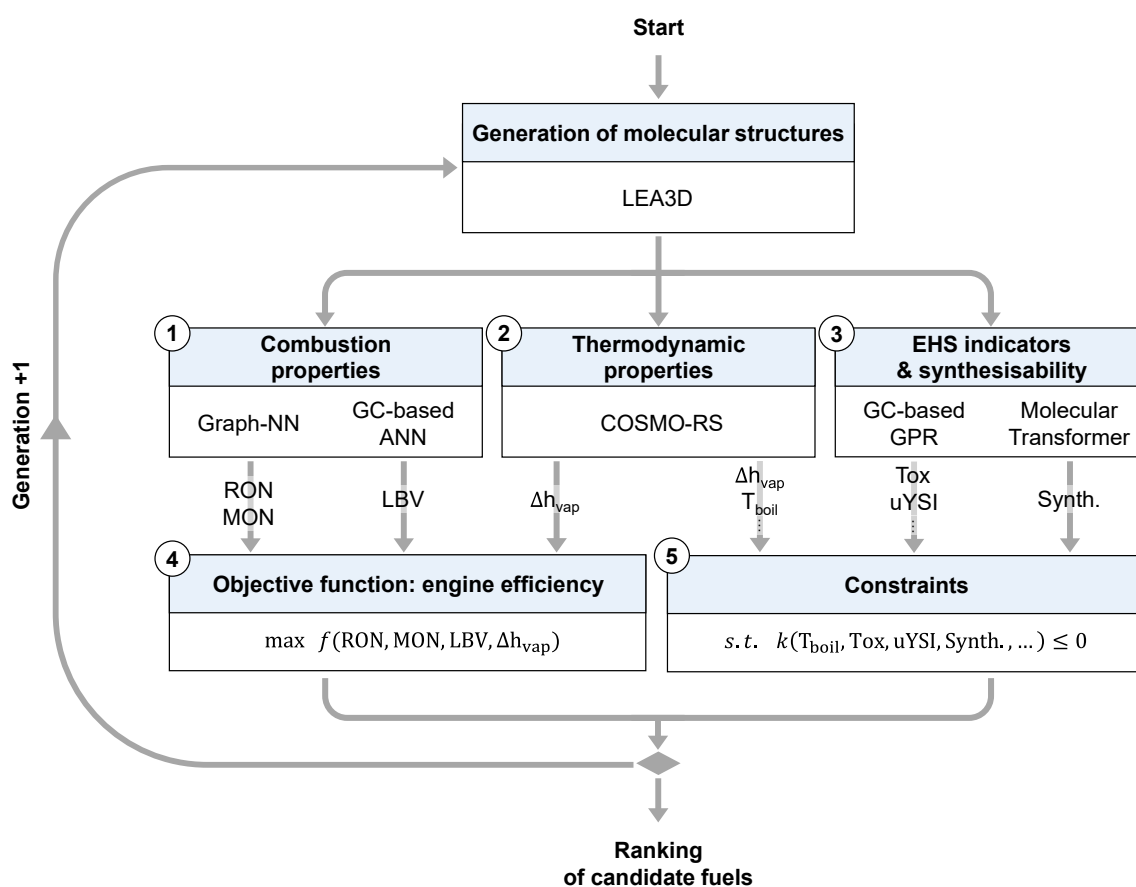 Start
Generation of molecular structures
LEA3D
Generation +1
1
Combustion
properties
Graph-NN
GC-based
ANN
2
Thermodynamic
properties
COSMO-RS
3
EHS indicators
& synthesisability
GC-based
GPR
Molecular
Transformer
RON
MON
LBV
Δh_vap
Δh_vap
T_boil
⋮
Tox
uYSI
⋮
Synth.
4
Objective function: engine efficiency
max f(RON, MON, LBV, Δh_vap)
5
Constraints
s.t. k(T_boil, Tox, uYSI, Synth., …) ≤ 0
Ranking
of candidate fuels